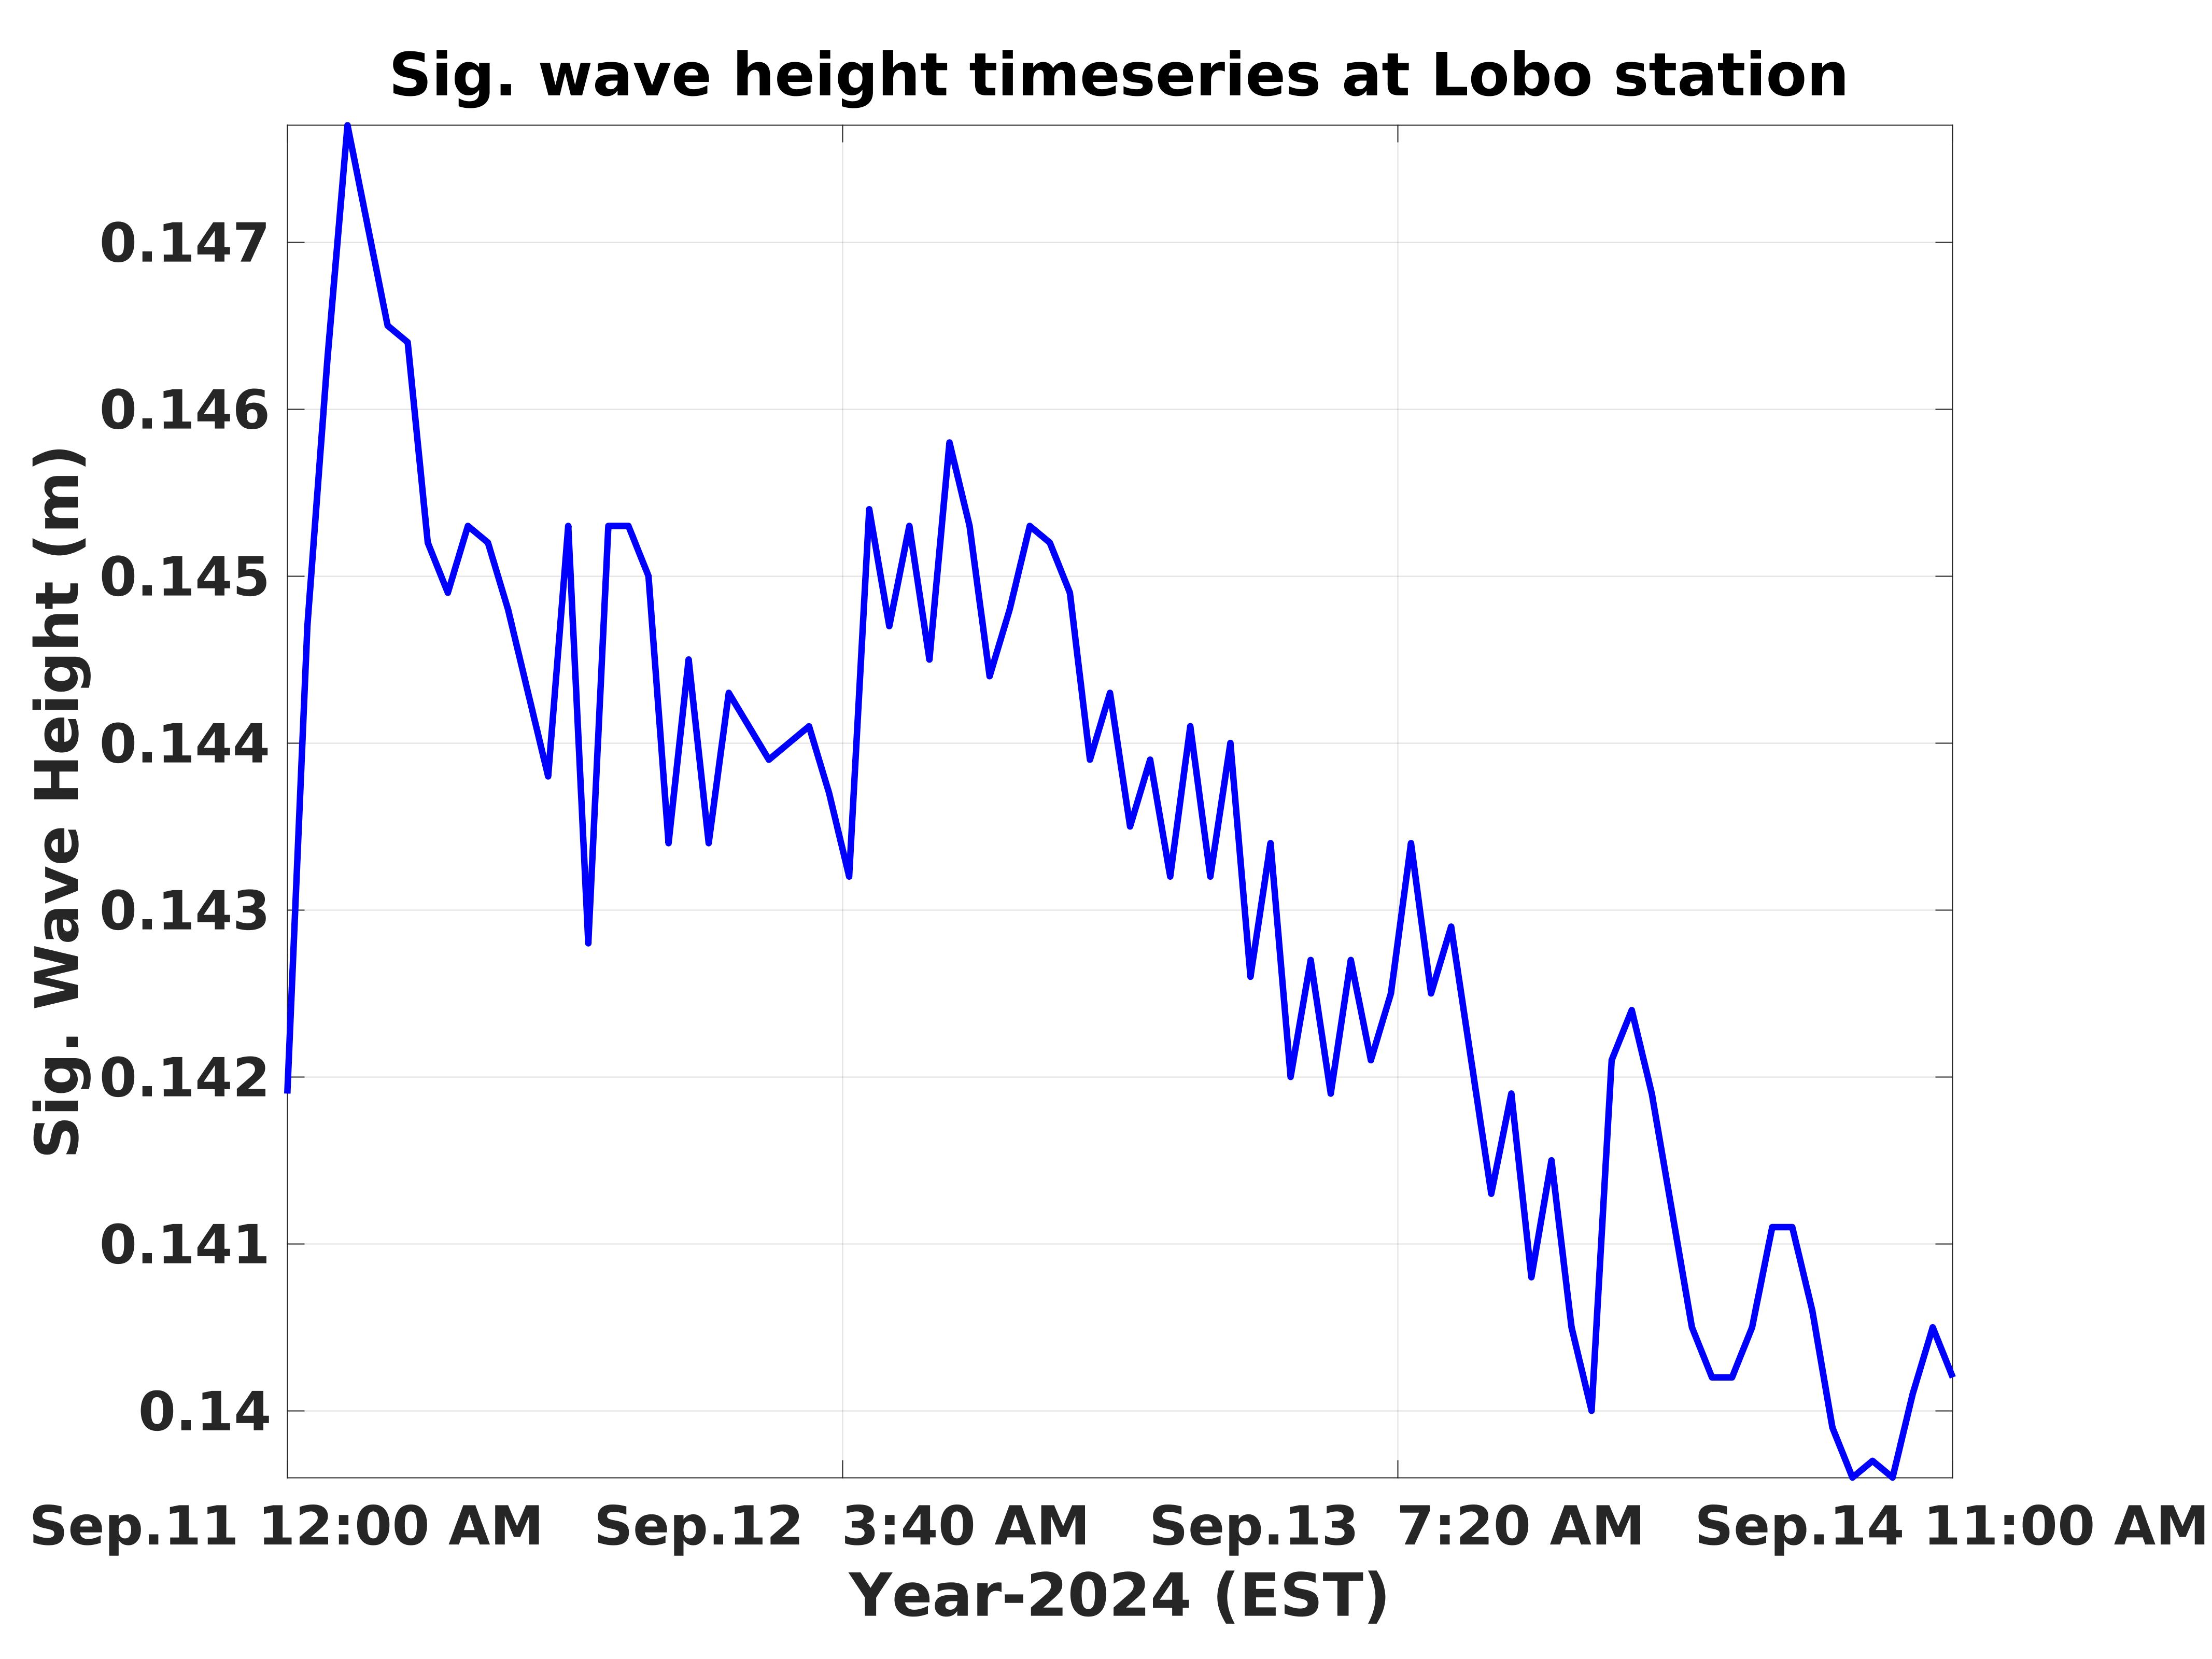 Sig. wave height timeseries at Lobo station
Sig. Wave Height (m)
0.147
0.146
0.145
0.144
0.143
0.142
0.141
0.14
Sep.11 12:00 AM Sep.12 3:40 AM Sep.13 7:20 AM Sep.14 11:00 AM
Year-2024 (EST)